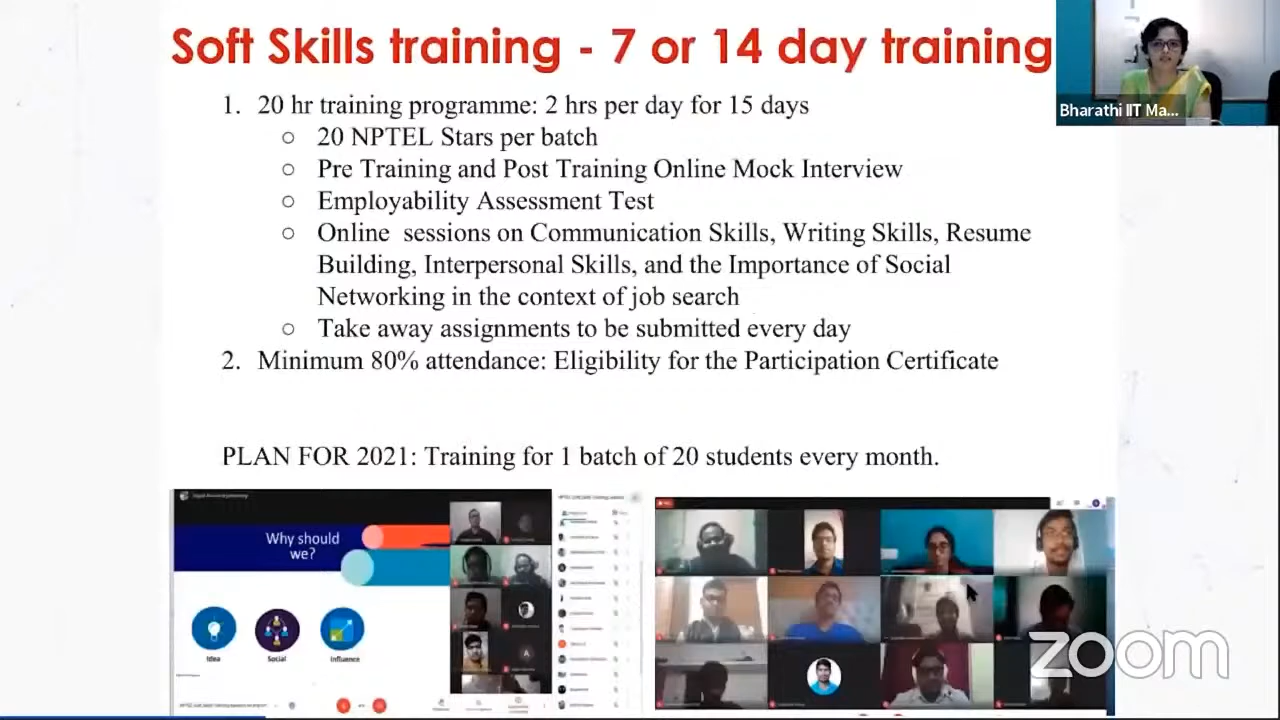 Soft Skills training - 7 or 14 day training
Bharathi IIT Ma...
1. 20 hr training programme: 2 hrs per day for 15 days
○ 20 NPTEL Stars per batch
○ Pre Training and Post Training Online Mock Interview
○ Employability Assessment Test
○ Online sessions on Communication Skills, Writing Skills, Resume
Building, Interpersonal Skills, and the Importance of Social
Networking in the context of job search
○ Take away assignments to be submitted every day
2. Minimum 80% attendance: Eligibility for the Participation Certificate
PLAN FOR 2021: Training for 1 batch of 20 students every month.
Why should
we?
Idea Social Influence
A
zoom